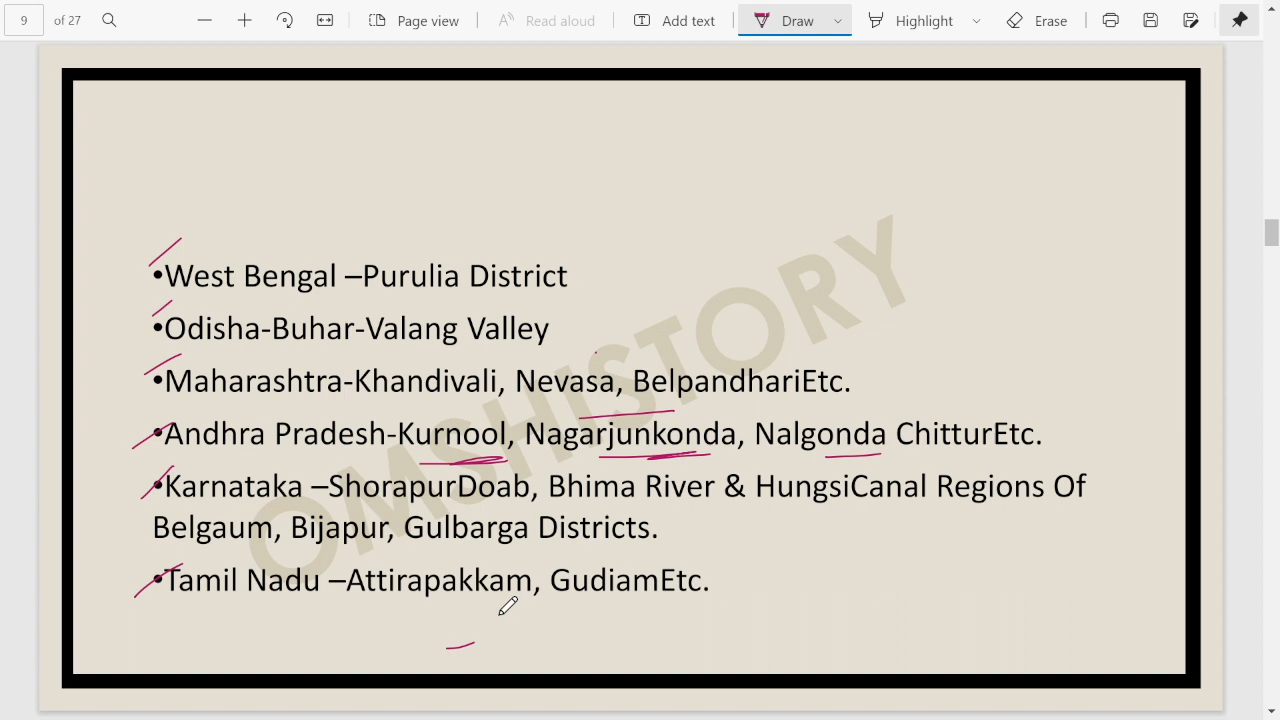 9 of 27 Page view Read aloud Add text Draw Highlight Erase
•West Bengal –Purulia District
•Odisha-Buhar-Valang Valley
•Maharashtra-Khandivali, Nevasa, BelpandhariEtc.
•Andhra Pradesh-Kurnool, Nagarjunkonda, Nalgonda ChitturEtc.
•Karnataka –ShorapurDoab, Bhima River & HungsiCanal Regions Of
Belgaum, Bijapur, Gulbarga Districts.
•Tamil Nadu –Attirapakkam, GudiamEtc.
OMSHISTORY